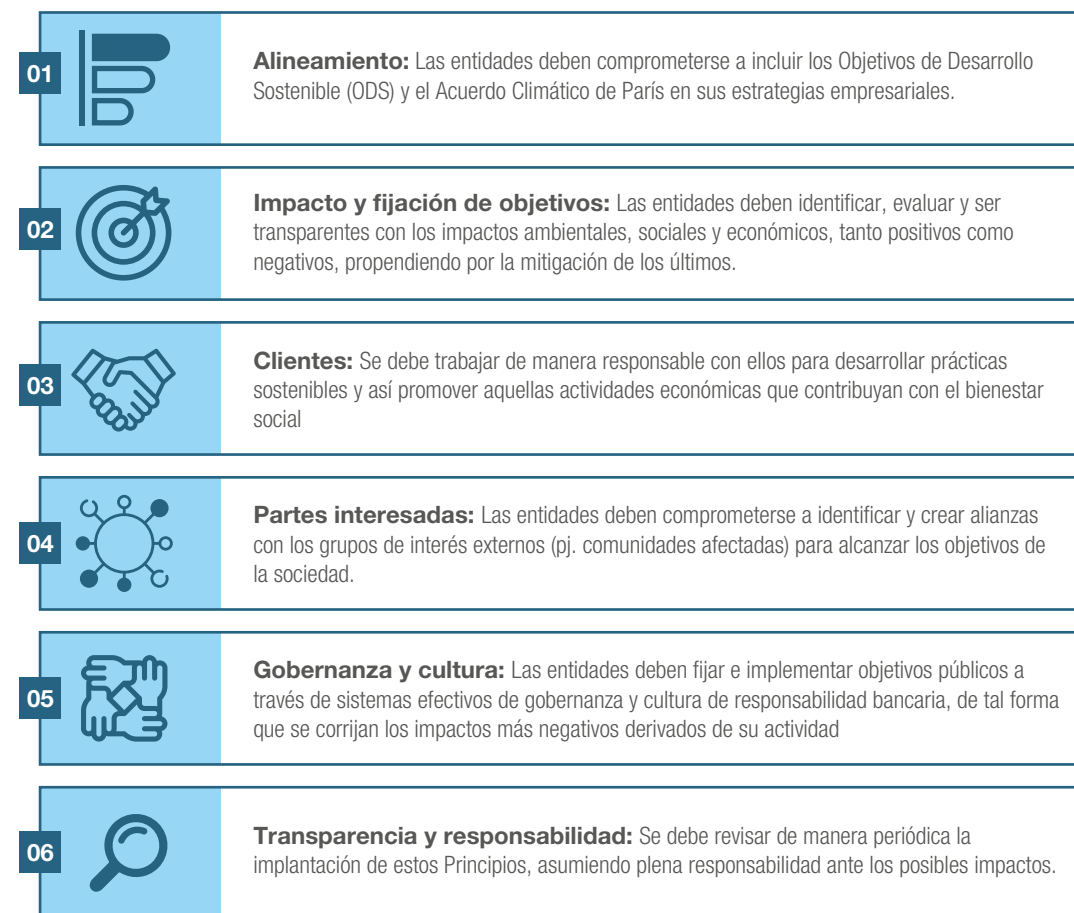 01
Alineamiento: Las entidades deben comprometerse a incluir los Objetivos de Desarrollo
Sostenible (ODS) y el Acuerdo Climático de París en sus estrategias empresariales.
02
Impacto y fijación de objetivos: Las entidades deben identificar, evaluar y ser
transparentes con los impactos ambientales, sociales y económicos, tanto positivos como
negativos, propendiendo por la mitigación de los últimos.
03
Clientes: Se debe trabajar de manera responsable con ellos para desarrollar prácticas
sostenibles y así promover aquellas actividades económicas que contribuyan con el bienestar
social
04
Partes interesadas: Las entidades deben comprometerse a identificar y crear alianzas
con los grupos de interés externos (pj. comunidades afectadas) para alcanzar los objetivos de
la sociedad.
05
Gobernanza y cultura: Las entidades deben fijar e implementar objetivos públicos a
través de sistemas efectivos de gobernanza y cultura de responsabilidad bancaria, de tal forma
que se corrijan los impactos más negativos derivados de su actividad
06
Transparencia y responsabilidad: Se debe revisar de manera periódica la
implantación de estos Principios, asumiendo plena responsabilidad ante los posibles impactos.